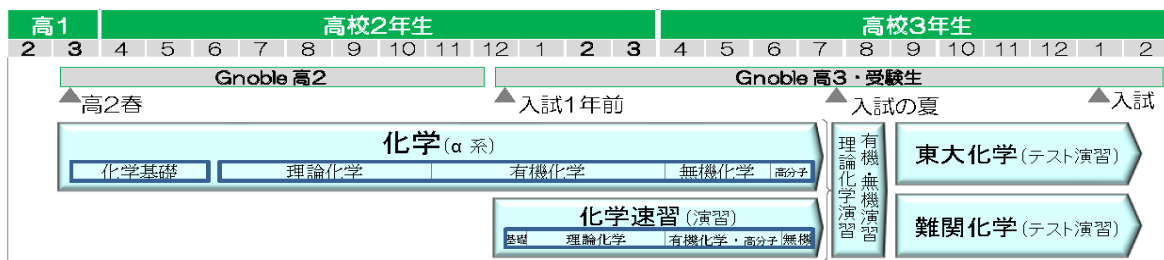 高1 高校2年生 高校3年生
2 3 4 5 6 7 8 9 10 11 12 1 2 3 4 5 6 7 8 9 10 11 12 1 2
Gnoble 高2 Gnoble 高3・受験生
高2春 入試1年前 入試の夏 入試
化学(α 系)
化学基礎 理論化学 有機化学 無機化学 高分子
化学速習(演習)
基礎 理論化学 有機化学・高分子 無機
有機・無機演習
理論化学演習
東大化学(テスト演習)
難関化学(テスト演習)